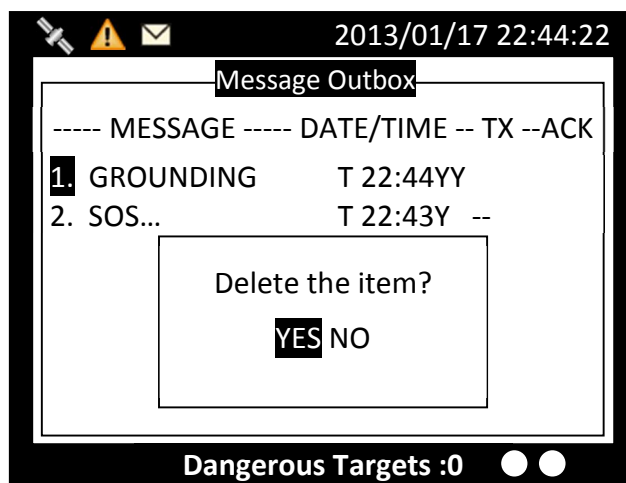 2013/01/17 22:44:22
Message Outbox
----- MESSAGE ----- DATE/TIME -- TX --ACK
1. GROUNDING T 22:44YY
2. SOS... T 22:43Y --
Delete the item?
YES NO
Dangerous Targets :0